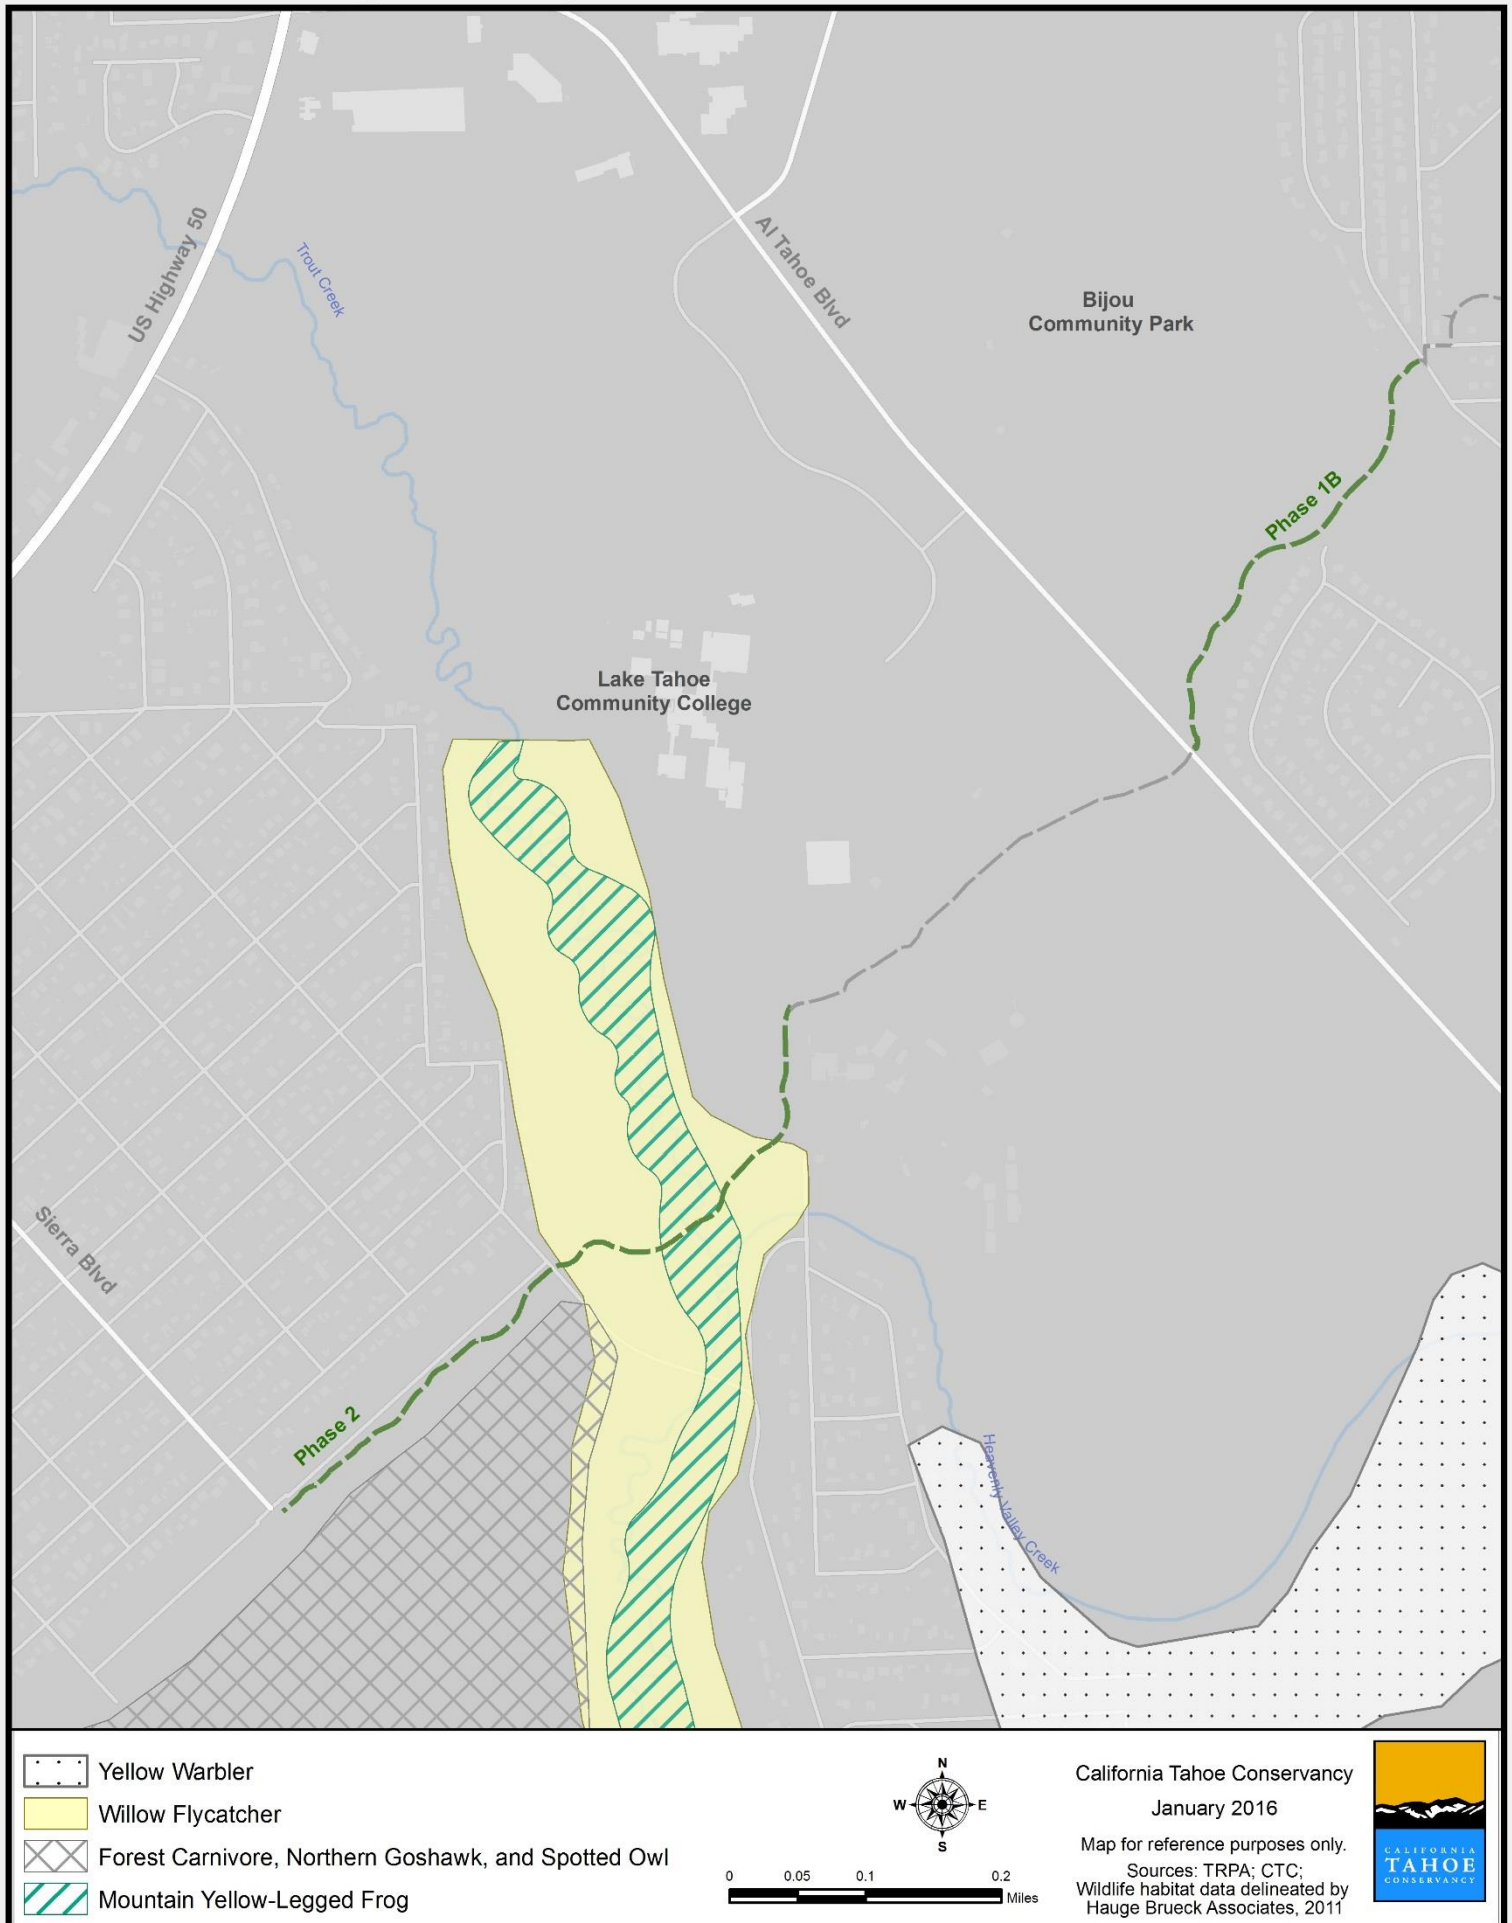 US Highway 50
Trout Creek
Al Tahoe Blvd
Bijou
Community Park
Phase 1B
Lake Tahoe
Community College
Sierra Blvd
Phase 2
Heavenly Valley Creek
Yellow Warbler
Willow Flycatcher
Forest Carnivore, Northern Goshawk, and Spotted Owl
Mountain Yellow-Legged Frog
N
W E
S
0 0.05 0.1 0.2
Miles
California Tahoe Conservancy
January 2016
Map for reference purposes only.
Sources: TRPA; CTC;
Wildlife habitat data delineated by
Hauge Brueck Associates, 2011
CALIFORNIA
TAHOE
CONSERVANCY